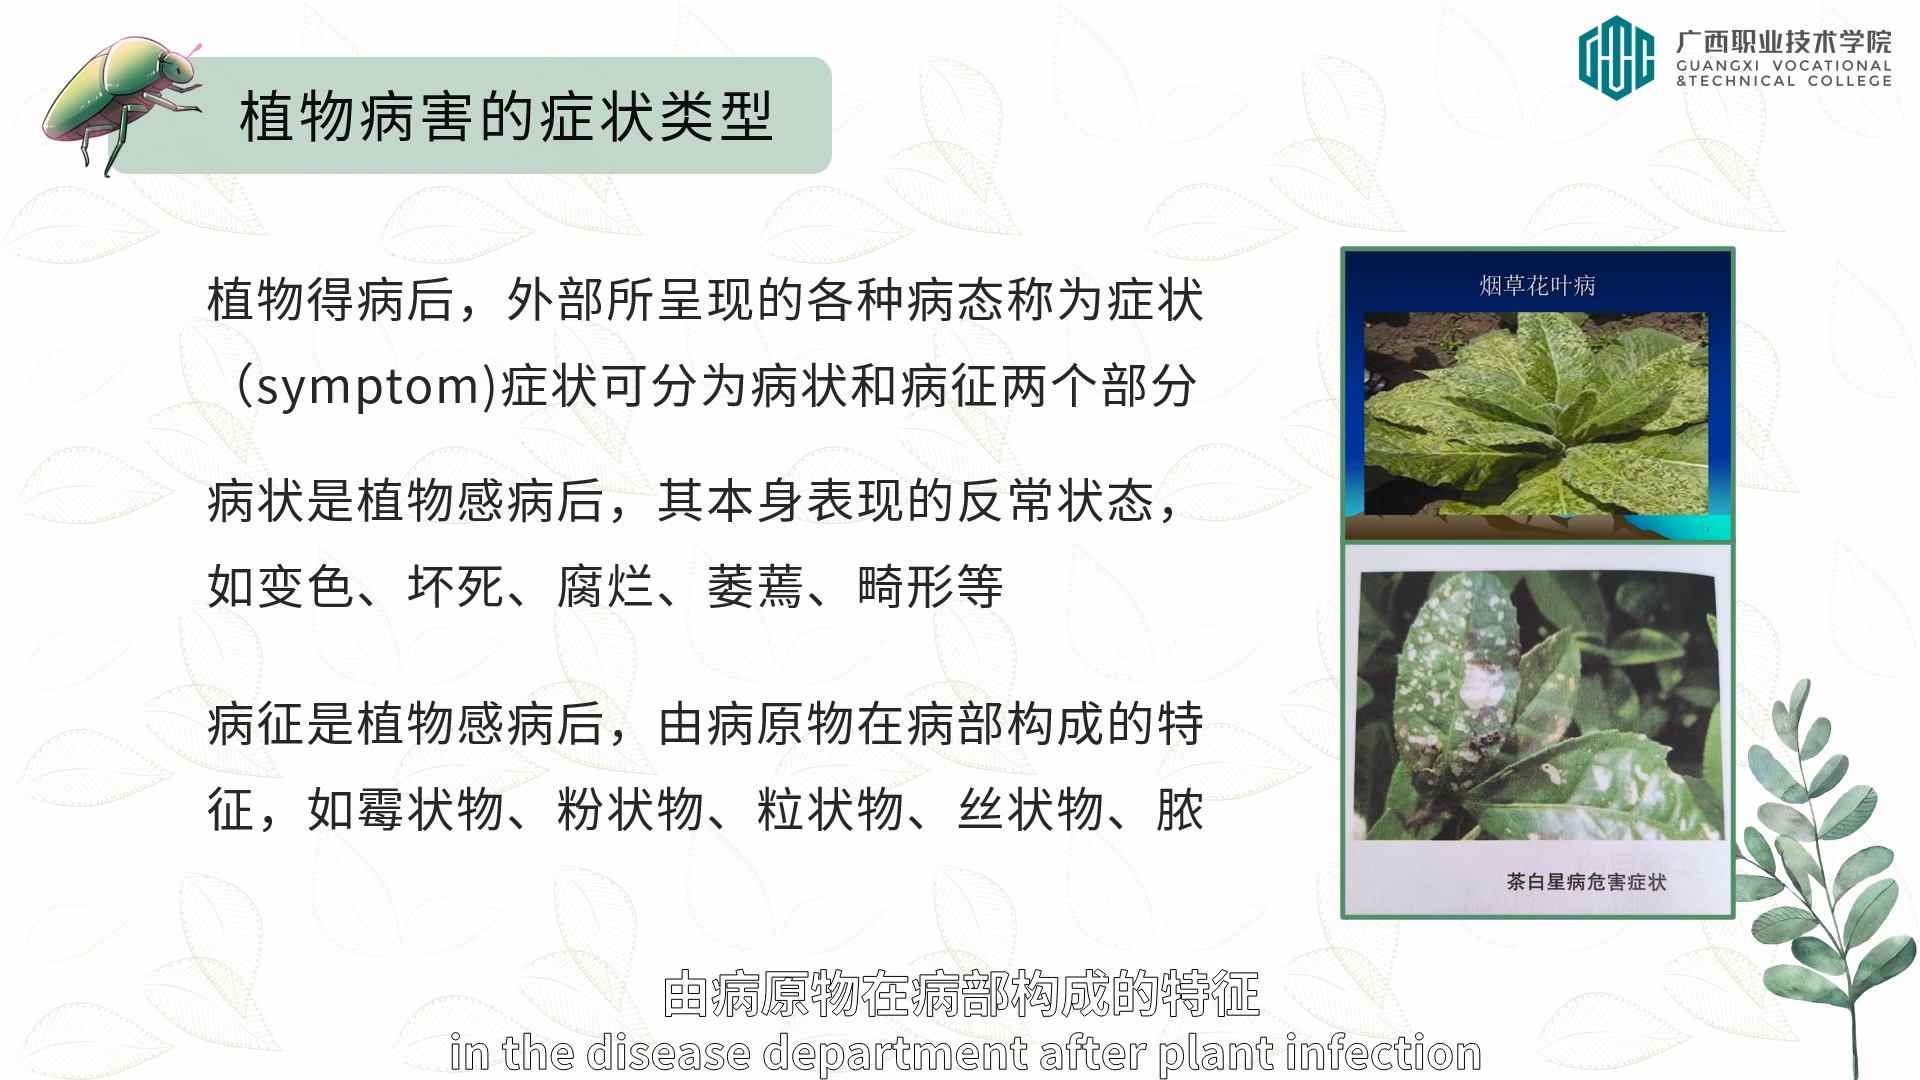 广西职业技术学院
GUANGXI VOCATIONAL
&TECHNICAL COLLEGE
植物病害的症状类型
植物得病后，外部所呈现的各种病态称为症状
（symptom)症状可分为病状和病征两个部分
病状是植物感病后，其本身表现的反常状态，
如变色、坏死、腐烂、萎蔫、畸形等
病征是植物感病后，由病原物在病部构成的特
征，如霉状物、粉状物、粒状物、丝状物、脓
烟草花叶病
茶白星病危害症状
由病原物在病部构成的特征
in the disease department after plant infection